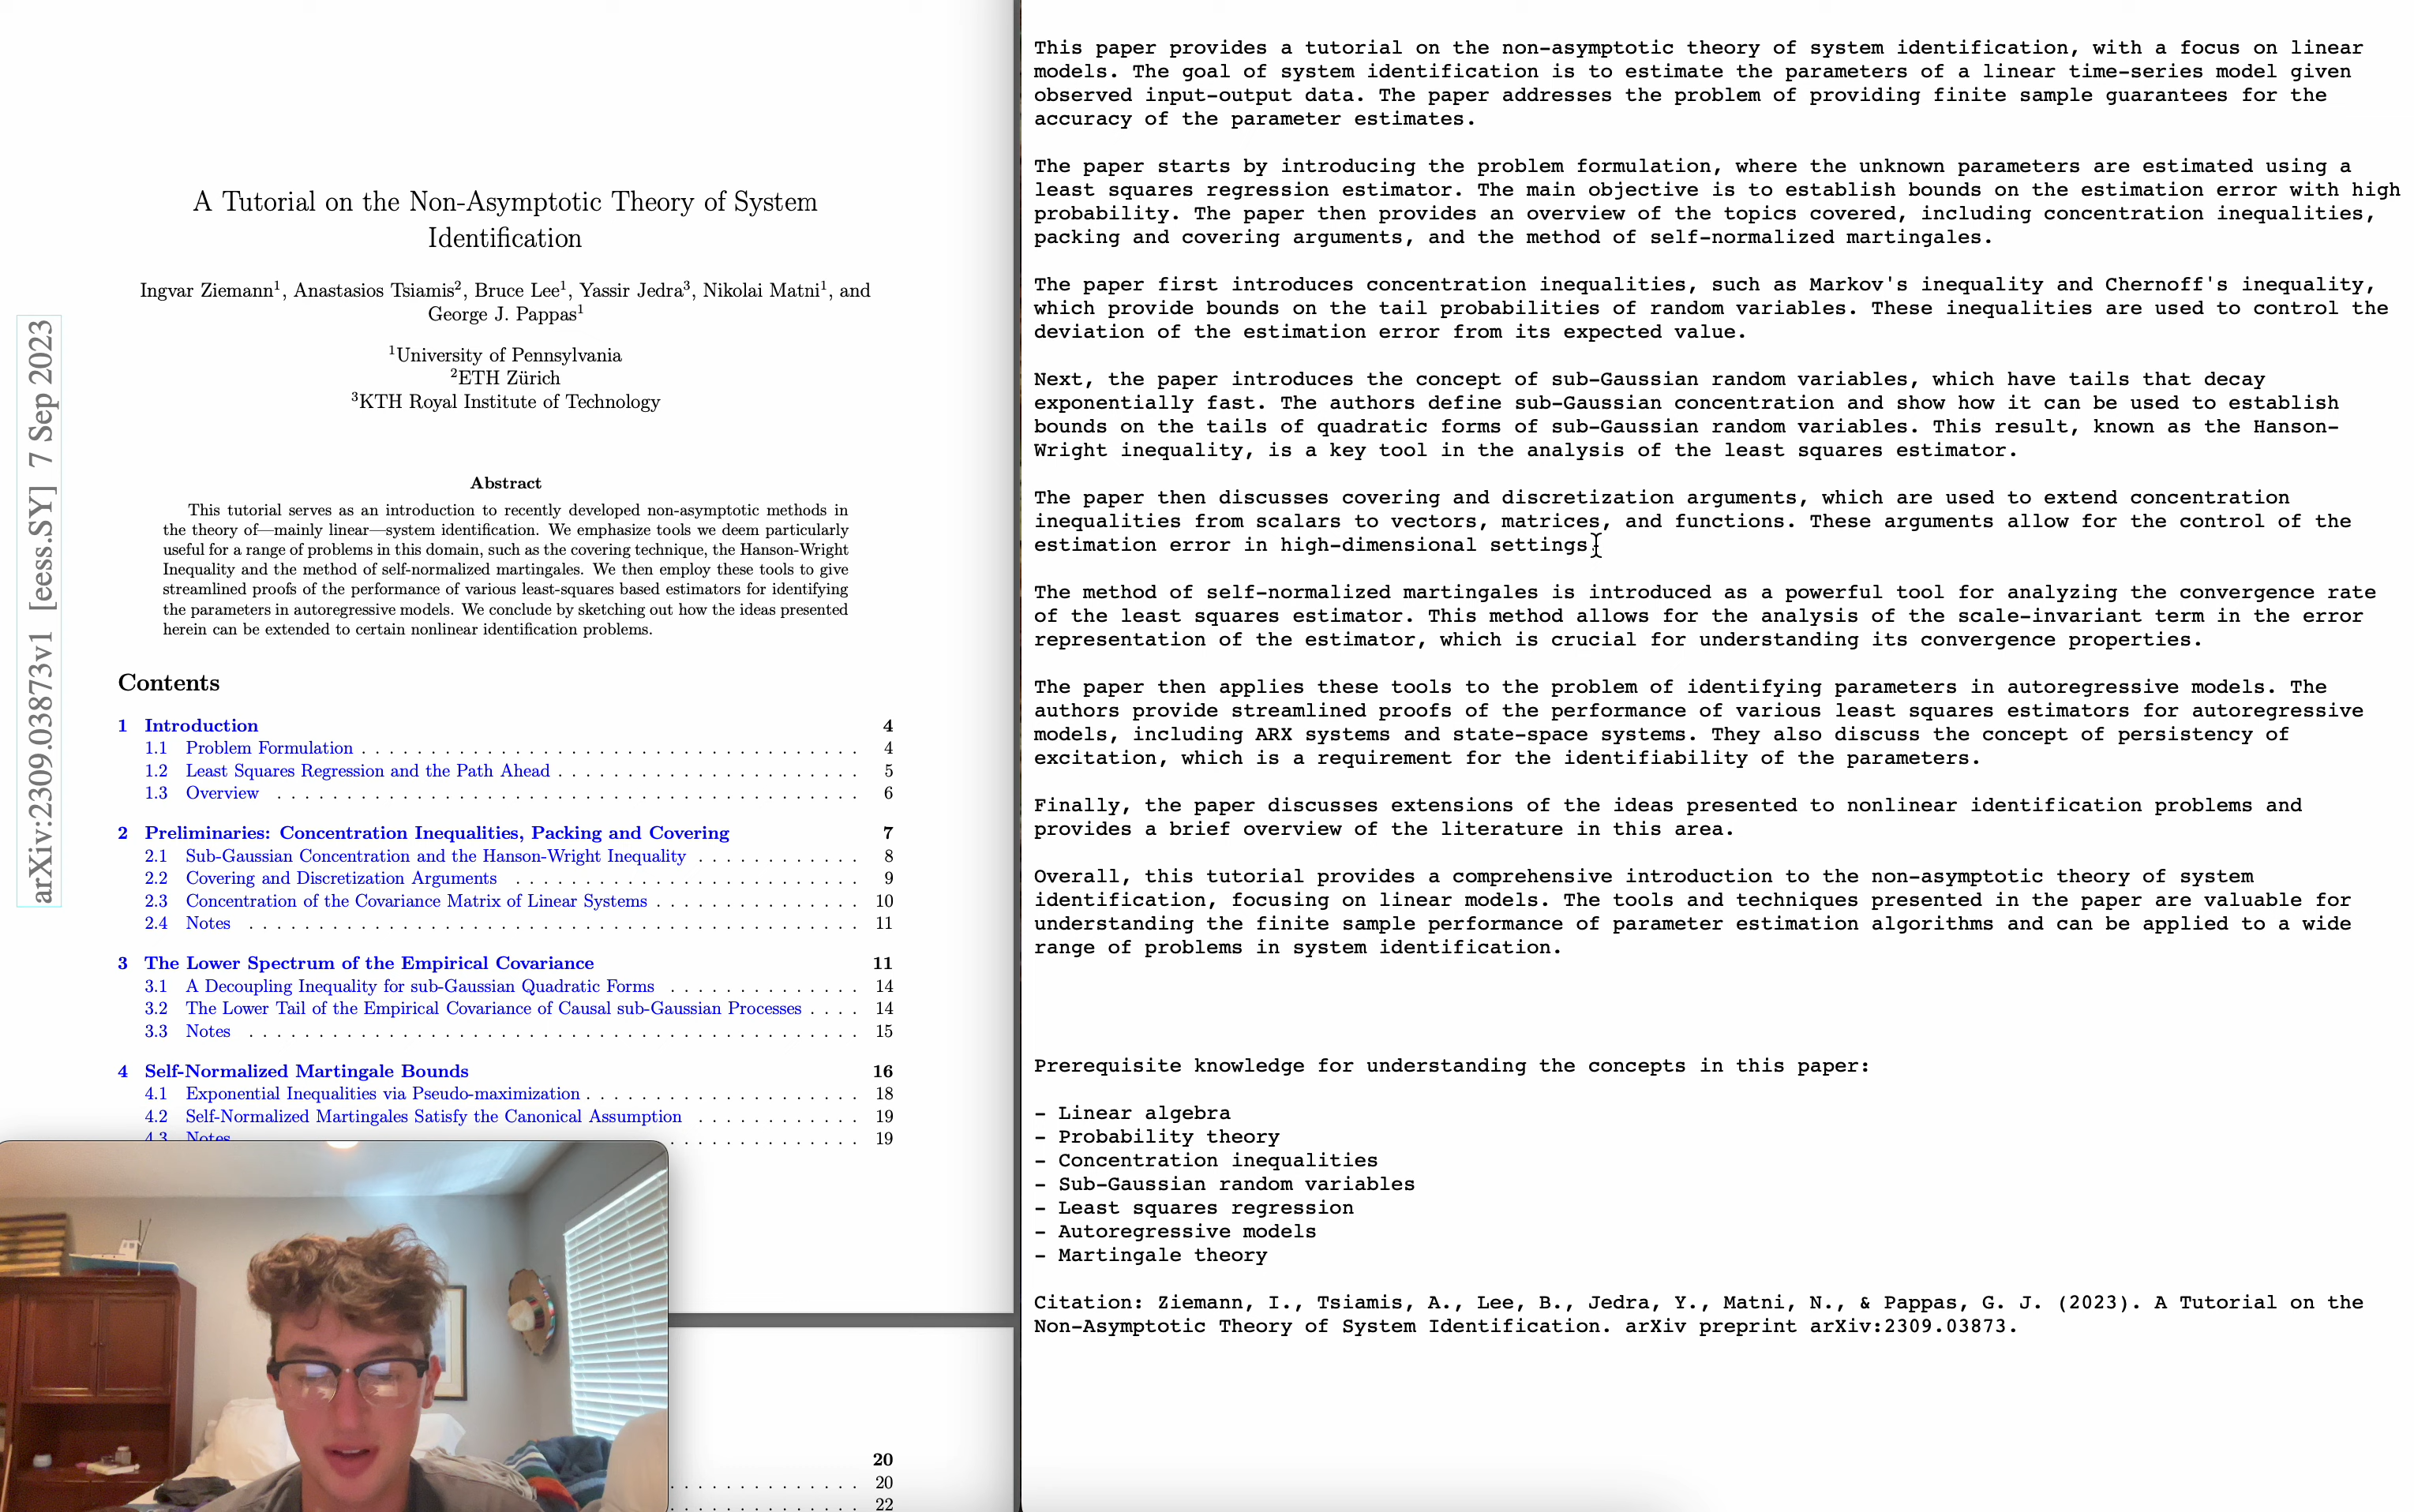 A Tutorial on the Non-Asymptotic Theory of System
Identification
Ingvar Ziemann1, Anastasios Tsiamis2, Bruce Lee1, Yassir Jedra3, Nikolai Matni1, and
George J. Pappas1
1University of Pennsylvania
2ETH Zürich
3KTH Royal Institute of Technology
arXiv:2309.03873v1 [eess.SY] 7 Sep 2023
Abstract
This tutorial serves as an introduction to recently developed non-asymptotic methods in
the theory of—mainly linear—system identification. We emphasize tools we deem particularly
useful for a range of problems in this domain, such as the covering technique, the Hanson-Wright
Inequality and the method of self-normalized martingales. We then employ these tools to give
streamlined proofs of the performance of various least-squares based estimators for identifying
the parameters in autoregressive models. We conclude by sketching out how the ideas presented
herein can be extended to certain nonlinear identification problems.
Contents
1 Introduction 4
1.1 Problem Formulation . . . . . . . . . . . . . . . . . . . . . . . . . . . . . . . . . . . . 4
1.2 Least Squares Regression and the Path Ahead . . . . . . . . . . . . . . . . . . . . . . 5
1.3 Overview . . . . . . . . . . . . . . . . . . . . . . . . . . . . . . . . . . . . . . . . . . 6
2 Preliminaries: Concentration Inequalities, Packing and Covering 7
2.1 Sub-Gaussian Concentration and the Hanson-Wright Inequality . . . . . . . . . . . . 8
2.2 Covering and Discretization Arguments . . . . . . . . . . . . . . . . . . . . . . . . . 9
2.3 Concentration of the Covariance Matrix of Linear Systems . . . . . . . . . . . . . . . 10
2.4 Notes . . . . . . . . . . . . . . . . . . . . . . . . . . . . . . . . . . . . . . . . . . . . 11
3 The Lower Spectrum of the Empirical Covariance 11
3.1 A Decoupling Inequality for sub-Gaussian Quadratic Forms . . . . . . . . . . . . . . 14
3.2 The Lower Tail of the Empirical Covariance of Causal sub-Gaussian Processes . . . . 14
3.3 Notes . . . . . . . . . . . . . . . . . . . . . . . . . . . . . . . . . . . . . . . . . . . . 15
4 Self-Normalized Martingale Bounds 16
4.1 Exponential Inequalities via Pseudo-maximization . . . . . . . . . . . . . . . . . . . . 18
4.2 Self-Normalized Martingales Satisfy the Canonical Assumption . . . . . . . . . . . . 19
4.3 Notes . . . . . . . . . . . . . . 19
20
. . . . . . . . . . . . . . 20
. . . . . . . . . . . . . . 22
This paper provides a tutorial on the non-asymptotic theory of system identification, with a focus on linear
models. The goal of system identification is to estimate the parameters of a linear time-series model given
observed input-output data. The paper addresses the problem of providing finite sample guarantees for the
accuracy of the parameter estimates.
The paper starts by introducing the problem formulation, where the unknown parameters are estimated using a
least squares regression estimator. The main objective is to establish bounds on the estimation error with high
probability. The paper then provides an overview of the topics covered, including concentration inequalities,
packing and covering arguments, and the method of self-normalized martingales.
The paper first introduces concentration inequalities, such as Markov's inequality and Chernoff's inequality,
which provide bounds on the tail probabilities of random variables. These inequalities are used to control the
deviation of the estimation error from its expected value.
Next, the paper introduces the concept of sub-Gaussian random variables, which have tails that decay
exponentially fast. The authors define sub-Gaussian concentration and show how it can be used to establish
bounds on the tails of quadratic forms of sub-Gaussian random variables. This result, known as the Hanson-
Wright inequality, is a key tool in the analysis of the least squares estimator.
The paper then discusses covering and discretization arguments, which are used to extend concentration
inequalities from scalars to vectors, matrices, and functions. These arguments allow for the control of the
estimation error in high-dimensional settings.
The method of self-normalized martingales is introduced as a powerful tool for analyzing the convergence rate
of the least squares estimator. This method allows for the analysis of the scale-invariant term in the error
representation of the estimator, which is crucial for understanding its convergence properties.
The paper then applies these tools to the problem of identifying parameters in autoregressive models. The
authors provide streamlined proofs of the performance of various least squares estimators for autoregressive
models, including ARX systems and state-space systems. They also discuss the concept of persistency of
excitation, which is a requirement for the identifiability of the parameters.
Finally, the paper discusses extensions of the ideas presented to nonlinear identification problems and
provides a brief overview of the literature in this area.
Overall, this tutorial provides a comprehensive introduction to the non-asymptotic theory of system
identification, focusing on linear models. The tools and techniques presented in the paper are valuable for
understanding the finite sample performance of parameter estimation algorithms and can be applied to a wide
range of problems in system identification.
Prerequisite knowledge for understanding the concepts in this paper:
- Linear algebra
- Probability theory
- Concentration inequalities
- Sub-Gaussian random variables
- Least squares regression
- Autoregressive models
- Martingale theory
Citation: Ziemann, I., Tsiamis, A., Lee, B., Jedra, Y., Matni, N., & Pappas, G. J. (2023). A Tutorial on the
Non-Asymptotic Theory of System Identification. arXiv preprint arXiv:2309.03873.